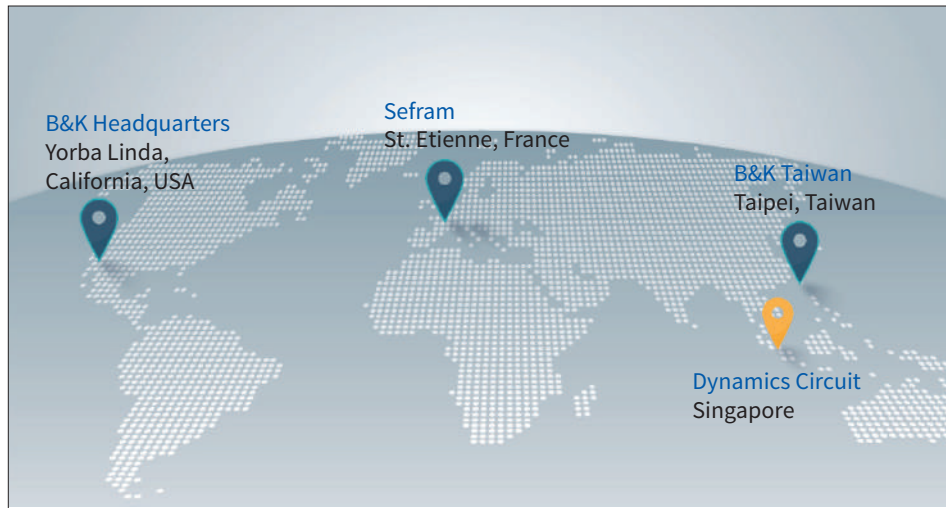 B&K Headquarters
Yorba Linda,
California, USA
Sefram
St. Etienne, France
B&K Taiwan
Taipei, Taiwan
Dynamics Circuit
Singapore